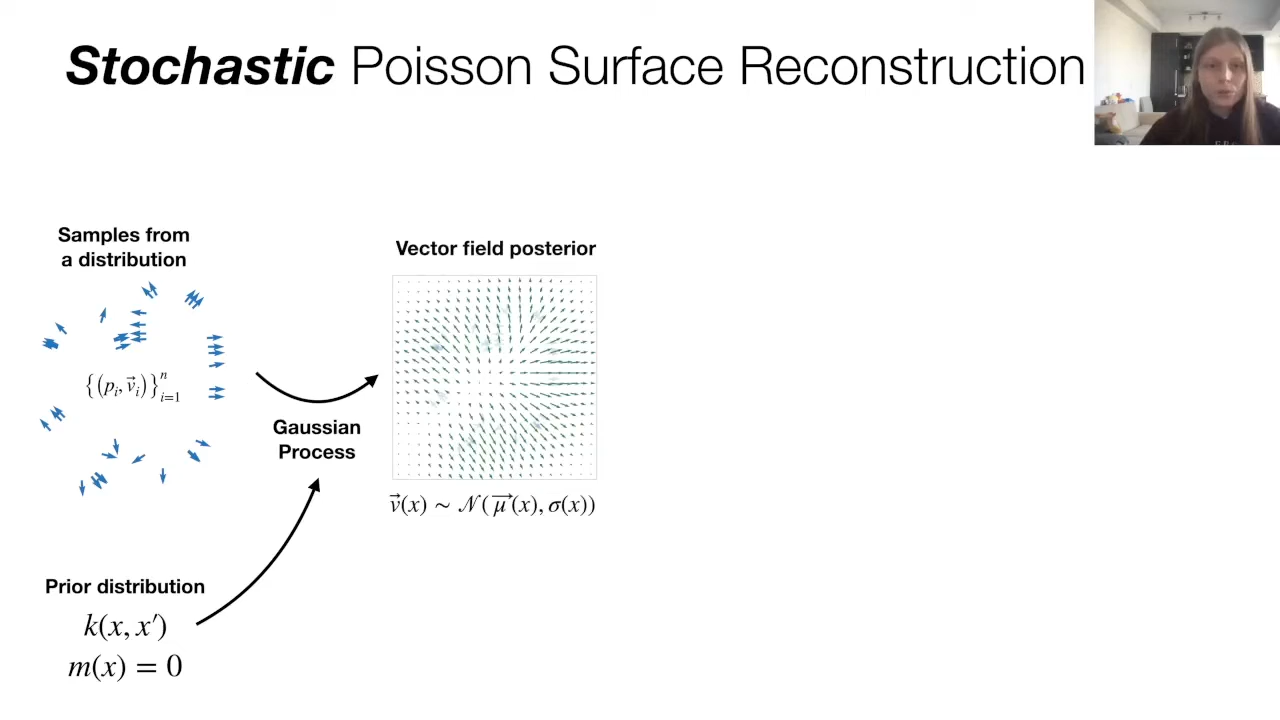 Stochastic Poisson Surface Reconstruction
Samples from
a distribution
{(pᵢ, v⃗ᵢ)}ⁿᵢ₌₁
Gaussian
Process
Vector field posterior
v⃗(x) ∼ 𝒩(μ⃗(x), σ(x))
Prior distribution
k(x, x′)
m(x) = 0